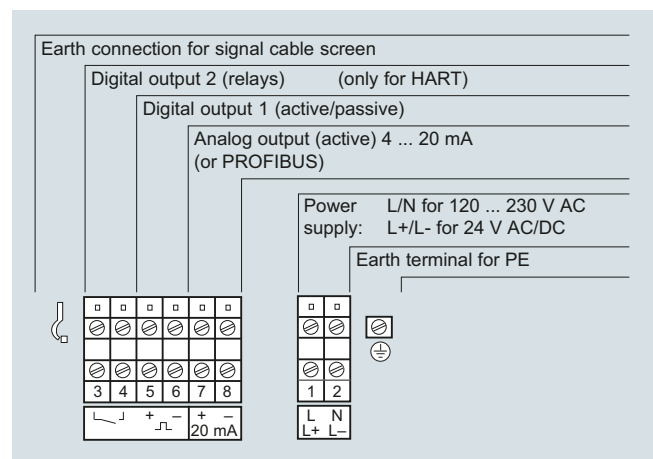 Earth connection for signal cable screen
Digital output 2 (relays) (only for HART)
Digital output 1 (active/passive)
Analog output (active) 4 ... 20 mA
(or PROFIBUS)
Power L/N for 120 ... 230 V AC
supply: L+/L- for 24 V AC/DC
Earth terminal for PE
3 4 5 6 7 8 1 2
+ – + – L N
20 mA L+ L–